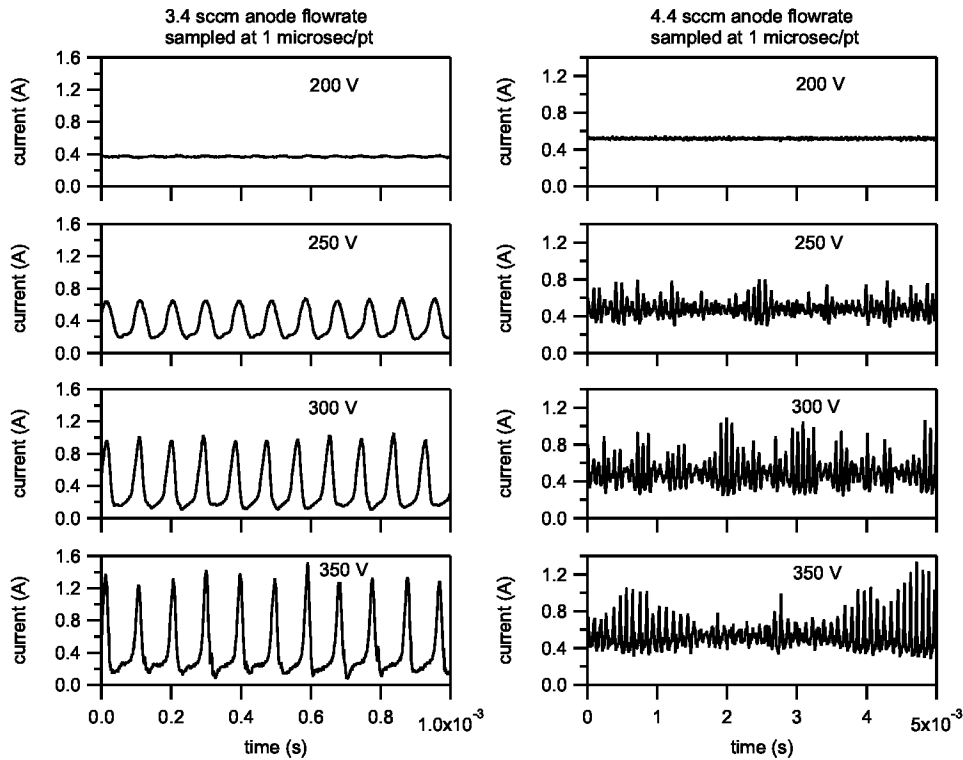 3.4 sccm anode flowrate
sampled at 1 microsec/pt
1.6
1.2
0.8
0.4
0.0
current (A)
200 V
1.6
1.2
0.8
0.4
0.0
current (A)
250 V
1.6
1.2
0.8
0.4
0.0
current (A)
300 V
1.6
1.2
0.8
0.4
0.0
current (A)
350 V
0.0 0.2 0.4 0.6 0.8 1.0x10-3
time (s)
4.4 sccm anode flowrate
sampled at 1 microsec/pt
1.2
0.8
0.4
0.0
current (A)
200 V
1.2
0.8
0.4
0.0
current (A)
250 V
1.2
0.8
0.4
0.0
current (A)
300 V
1.2
0.8
0.4
0.0
current (A)
350 V
0 1 2 3 4 5x10-3
time (s)